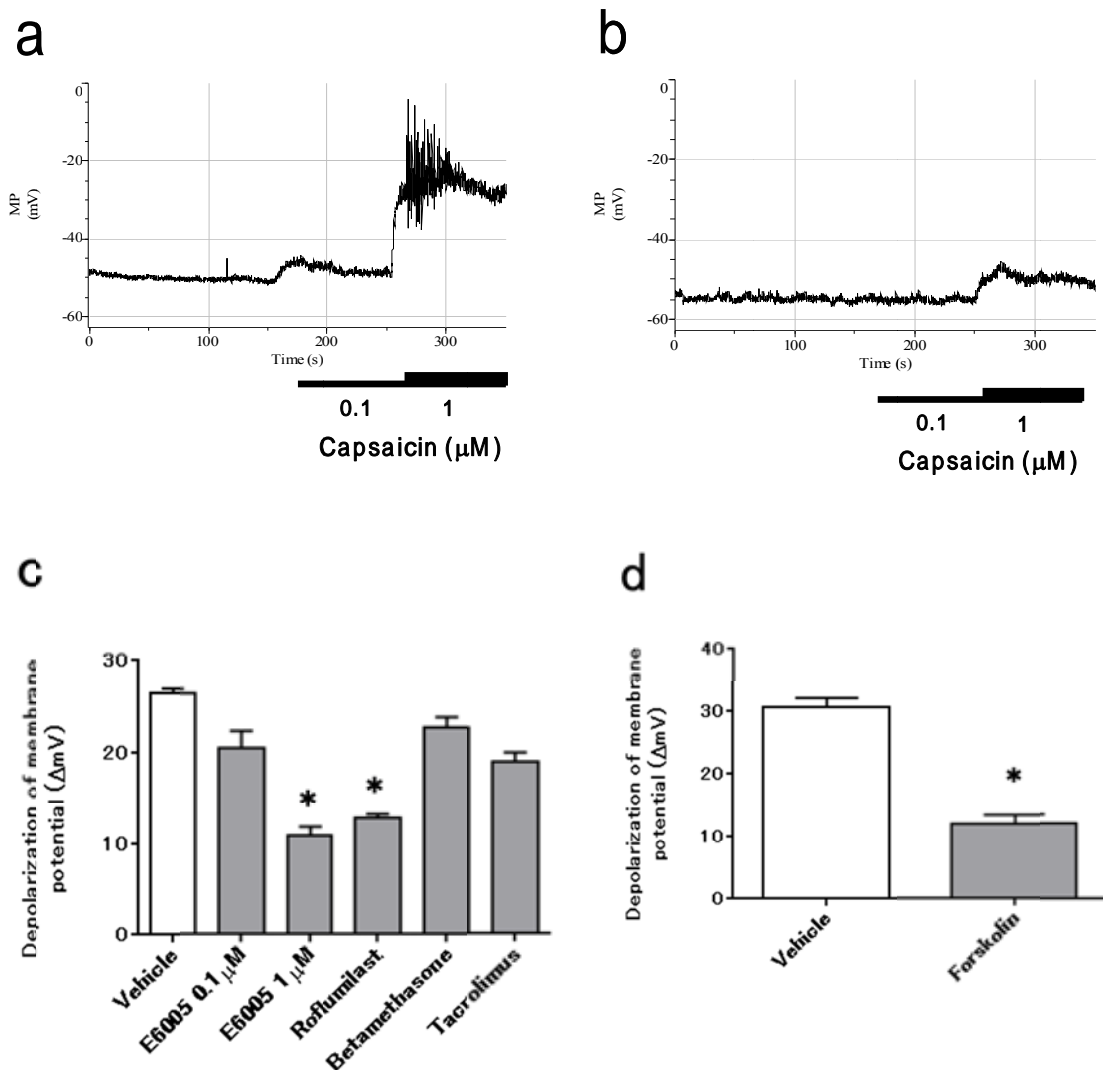 a
0
-20
MP
(mV)
-40
-60
0
100
200
300
Time (s)
0.1
1
Capsaicin (μM)
b
0
-20
MP
(mV)
-40
-60
0
100
200
300
Time (s)
0.1
1
Capsaicin (μM)
c
Depolarization of membrane
potential (ΔmV)
30
20
10
0
*
*
Vehicle
E6005 0.1 μM
E6005 1 μM
Roflumilast
Betamethasone
Tacrolimus
d
Depolarization of membrane
potential (ΔmV)
40
30
20
10
0
*
Vehicle
Forskolin